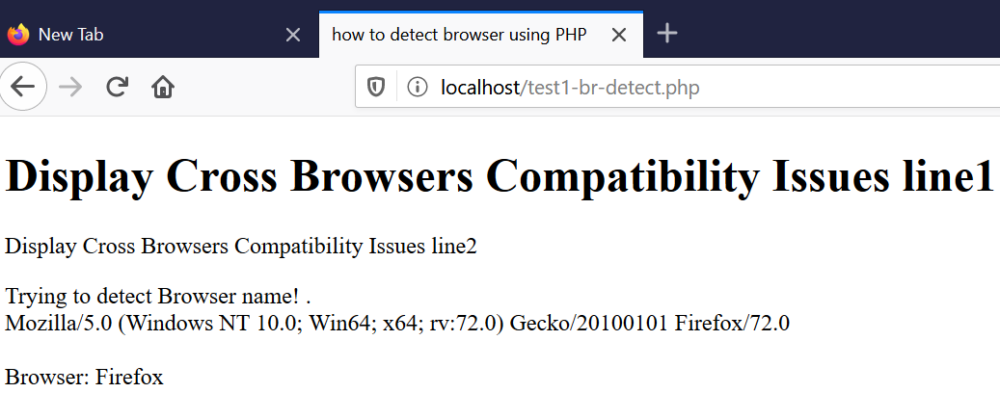 New Tab
how to detect browser using PHP
localhost/test1-br-detect.php
Display Cross Browsers Compatibility Issues line1
Display Cross Browsers Compatibility Issues line2
Trying to detect Browser name! .
Mozilla/5.0 (Windows NT 10.0; Win64; x64; rv:72.0) Gecko/20100101 Firefox/72.0
Browser: Firefox